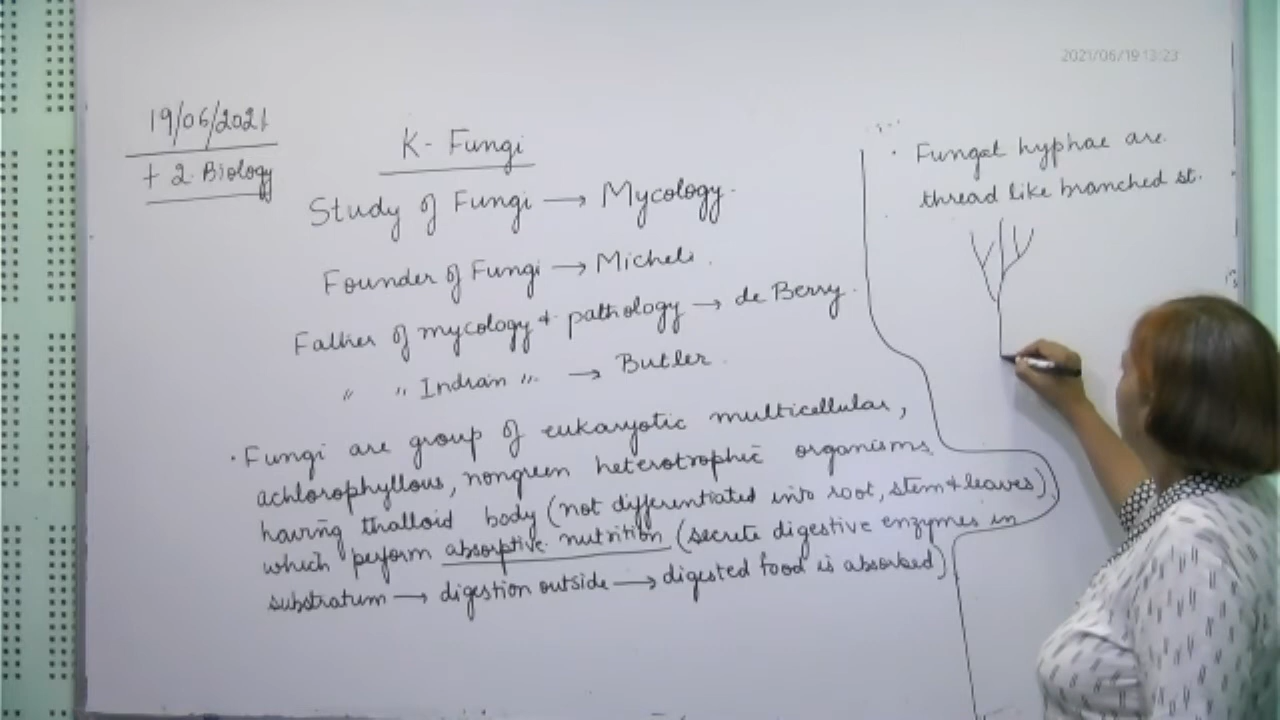 2021/06/19 13:23
19/06/2021
+ 2 Biology
K- Fungi
Study of Fungi → Mycology.
Founder of Fungi → Micheli.
Father of mycology + pathology → de Berry.
〃 〃 Indian 〃 → Butler.
· Fungi are group of eukaryotic multicellular,
achlorophyllous, nongreen heterotrophic organisms
having thalloid body (not differentiated into root, stem + leaves)
which perform absorptive nutrition (secrete digestive enzymes in
substratum → digestion outside → digested food is absorbed)
· Fungal hyphae are
thread like branched st.